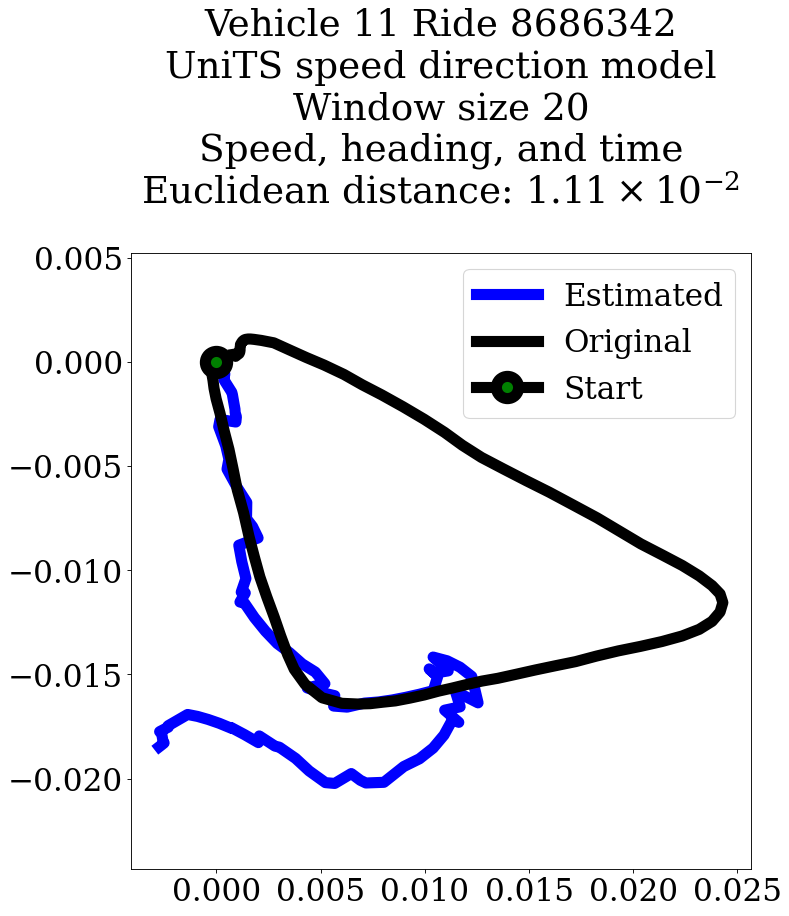 Vehicle 11 Ride 8686342
UniTS speed direction model
Window size 20
Speed, heading, and time
Euclidean distance: 1.11 × 10⁻²
0.005
0.000
−0.005
−0.010
−0.015
−0.020
Estimated
Original
Start
0.000 0.005 0.010 0.015 0.020 0.025